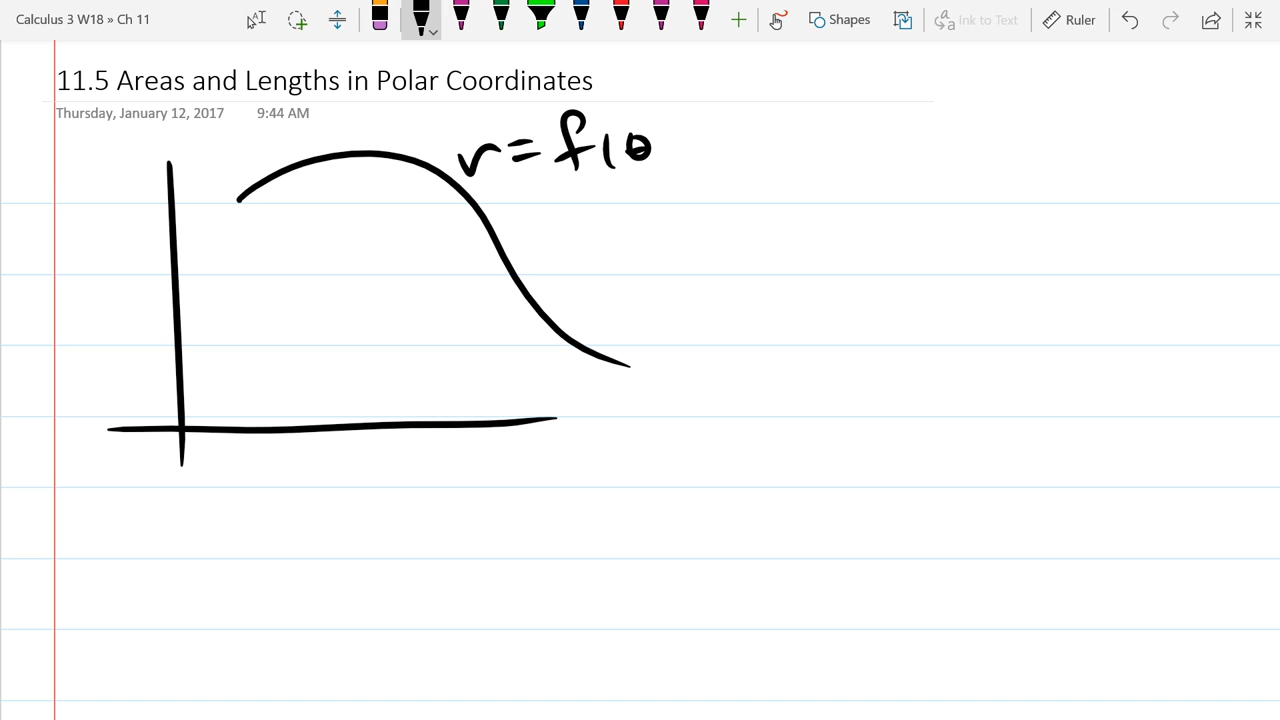 Calculus 3 W18 » Ch 11
Shapes
Ink to Text
Ruler
11.5 Areas and Lengths in Polar Coordinates
Thursday, January 12, 2017 9:44 AM
r = f(θ